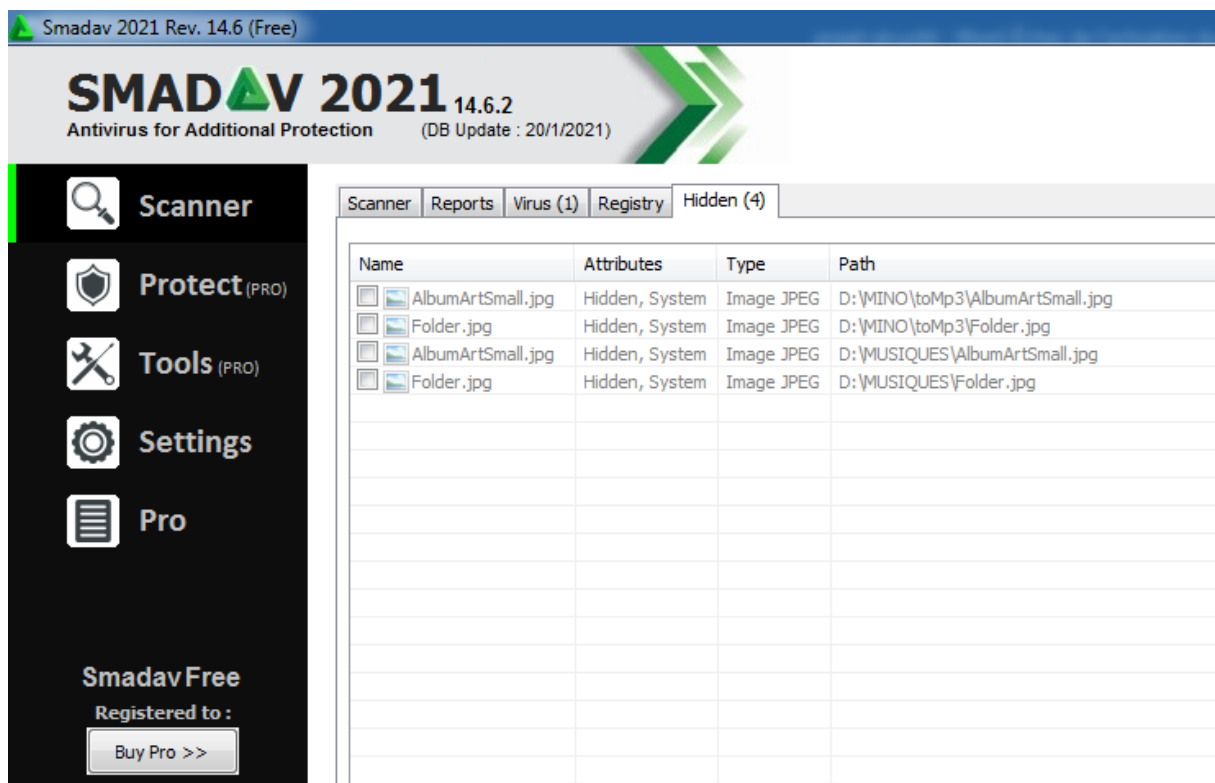 Smadav 2021 Rev. 14.6 (Free)
SMADAV 2021 14.6.2
Antivirus for Additional Protection (DB Update : 20/1/2021)
Scanner
Protect (PRO)
Tools (PRO)
Settings
Pro
Smadav Free
Registered to :
Buy Pro >>
Scanner Reports Virus (1) Registry Hidden (4)
Name Attributes Type Path
AlbumArtSmall.jpg Hidden, System Image JPEG D:\MINO\toMp3\AlbumArtSmall.jpg
Folder.jpg Hidden, System Image JPEG D:\MINO\toMp3\Folder.jpg
AlbumArtSmall.jpg Hidden, System Image JPEG D:\MUSIQUES\AlbumArtSmall.jpg
Folder.jpg Hidden, System Image JPEG D:\MUSIQUES\Folder.jpg